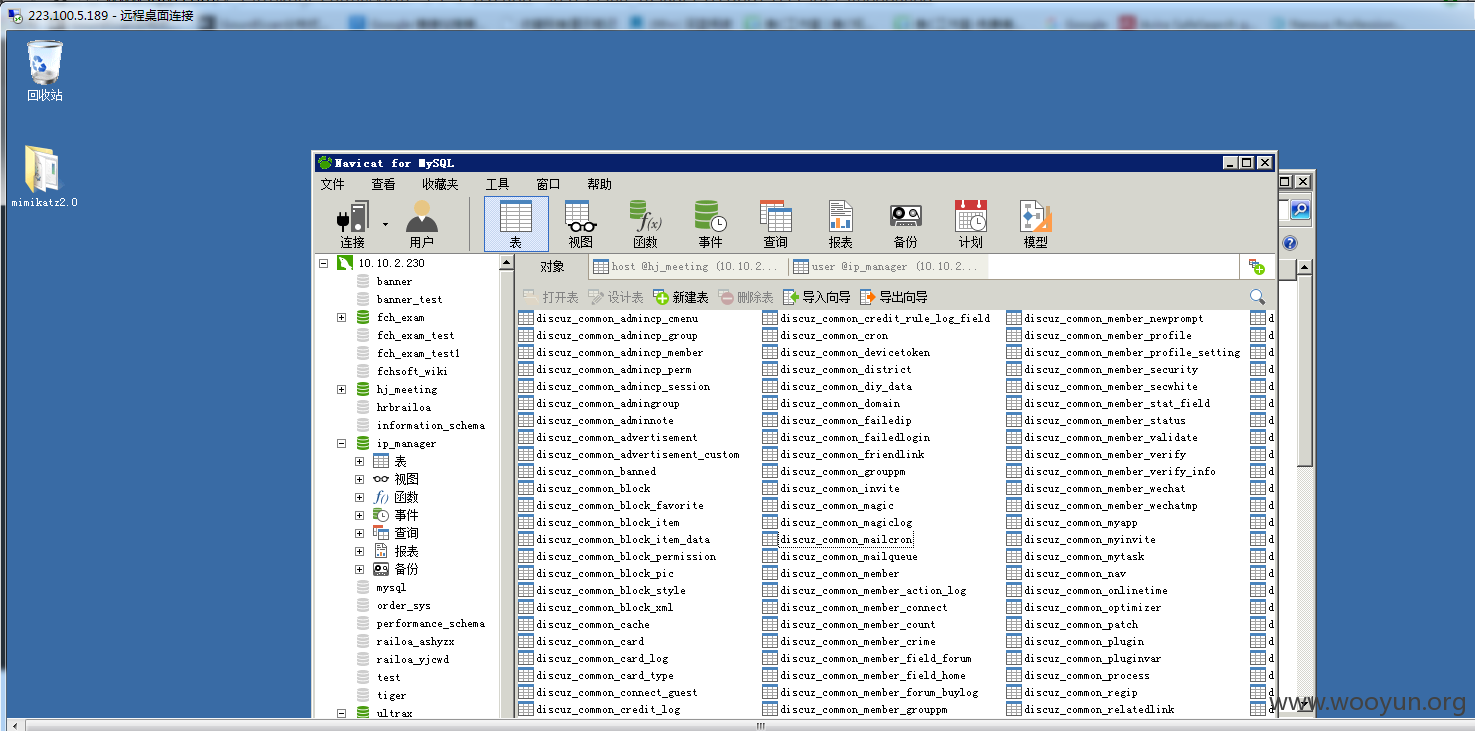 223.100.5.189 - 远程桌面连接
回收站
mimikatz2.0
Navicat for MySQL
文件 查看 收藏夹 工具 窗口 帮助
连接 用户 表 视图 函数 事件 查询 报表 备份 计划 模型
对象 host @hj_meeting (10.10.2... user @ip_manager (10.10.2...
打开表 设计表 新建表 删除表 导入向导 导出向导
10.10.2.230
banner
banner_test
fch_exam
fch_exam_test
fch_exam_test1
fchsoft_wiki
hj_meeting
hrbrailoa
information_schema
ip_manager
表
视图
函数
事件
查询
报表
备份
mysql
order_sys
performance_schema
railoa_ashyzx
railoa_yjcwd
test
tiger
ultrax
discuz_common_admincp_cmenu
discuz_common_admincp_group
discuz_common_admincp_member
discuz_common_admincp_perm
discuz_common_admincp_session
discuz_common_admingroup
discuz_common_adminnote
discuz_common_advertisement
discuz_common_advertisement_custom
discuz_common_banned
discuz_common_block
discuz_common_block_favorite
discuz_common_block_item
discuz_common_block_item_data
discuz_common_block_permission
discuz_common_block_pic
discuz_common_block_style
discuz_common_block_xml
discuz_common_cache
discuz_common_card
discuz_common_card_log
discuz_common_card_type
discuz_common_connect_guest
discuz_common_credit_log
discuz_common_credit_rule_log_field
discuz_common_cron
discuz_common_devicetoken
discuz_common_district
discuz_common_diy_data
discuz_common_domain
discuz_common_failedip
discuz_common_failedlogin
discuz_common_friendlink
discuz_common_grouppm
discuz_common_invite
discuz_common_magic
discuz_common_magiclog
discuz_common_mailcron
discuz_common_mailqueue
discuz_common_member
discuz_common_member_action_log
discuz_common_member_connect
discuz_common_member_count
discuz_common_member_crime
discuz_common_member_field_forum
discuz_common_member_field_home
discuz_common_member_forum_buylog
discuz_common_member_grouppm
discuz_common_member_newprompt
discuz_common_member_profile
discuz_common_member_profile_setting
discuz_common_member_security
discuz_common_member_secwhite
discuz_common_member_stat_field
discuz_common_member_status
discuz_common_member_validate
discuz_common_member_verify
discuz_common_member_verify_info
discuz_common_member_wechat
discuz_common_member_wechatmp
discuz_common_myapp
discuz_common_myinvite
discuz_common_mytask
discuz_common_nav
discuz_common_onlinetime
discuz_common_optimizer
discuz_common_patch
discuz_common_plugin
discuz_common_pluginvar
discuz_common_process
discuz_common_regip
discuz_common_relatedlink
www.wooyun.org